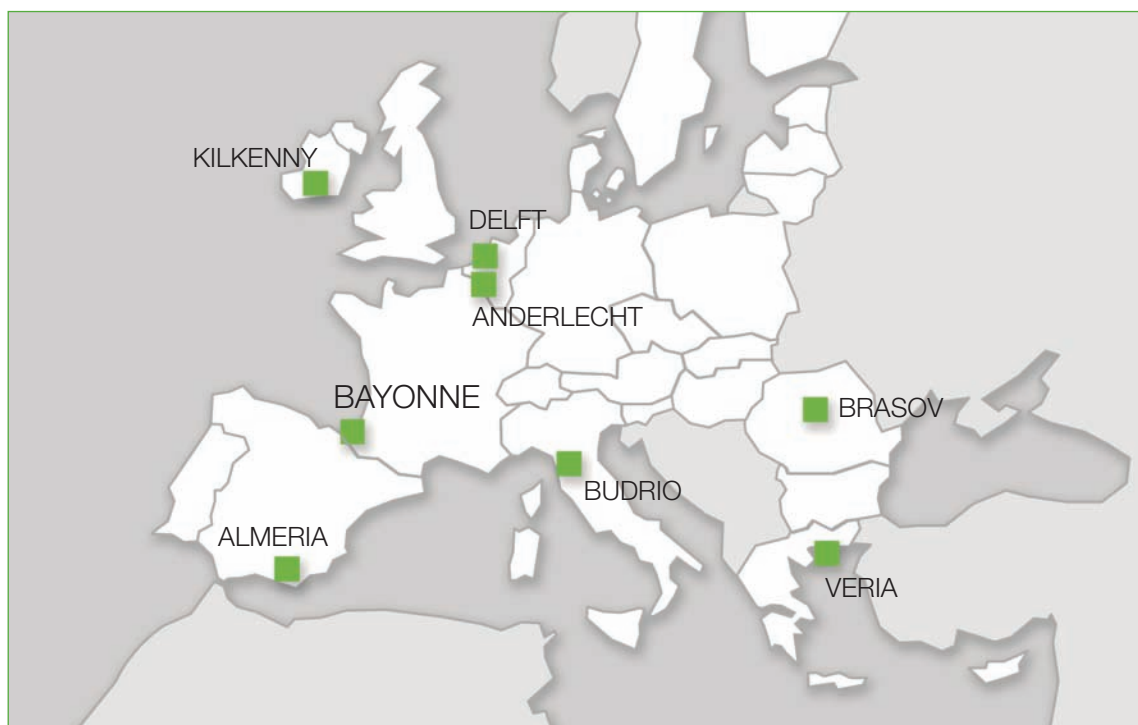 KILKENNY
DELFT
ANDERLECHT
BAYONNE
BRASOV
BUDRIO
ALMERIA
VERIA